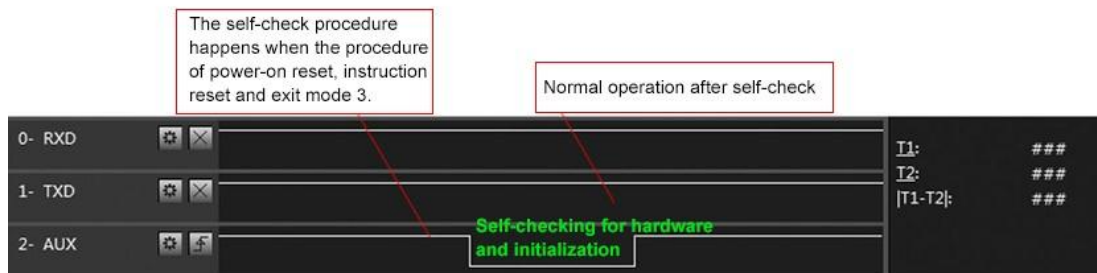 The self-check procedure
happens when the procedure
of power-on reset, instruction
reset and exit mode 3.
Normal operation after self-check
0- RXD
T1: ###
T2: ###
1- TXD
|T1-T2|: ###
Self-checking for hardware
2- AUX
and initialization